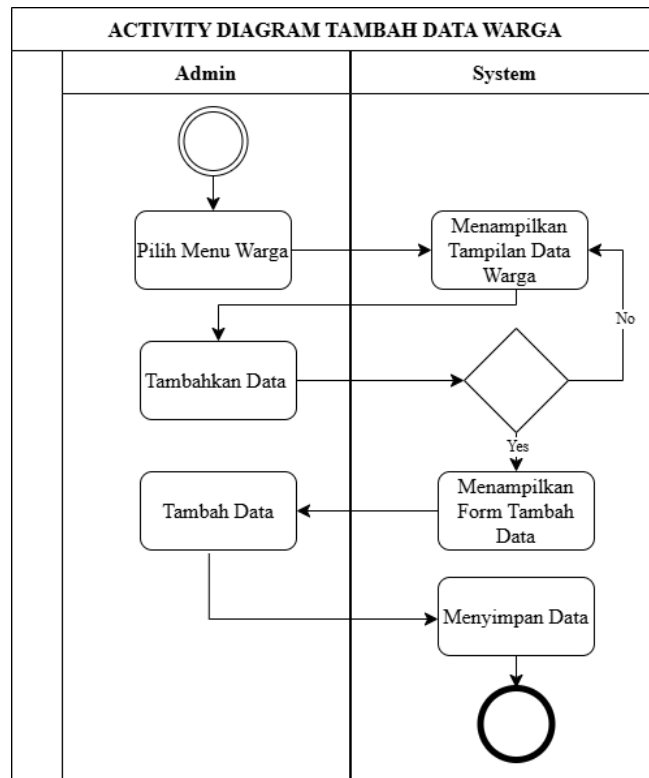 ACTIVITY DIAGRAM TAMBAH DATA WARGA
Admin
System
Pilih Menu Warga
Menampilkan
Tampilan Data
Warga
No
Tambahkan Data
Yes
Tambah Data
Menampilkan
Form Tambah
Data
Menyimpan Data